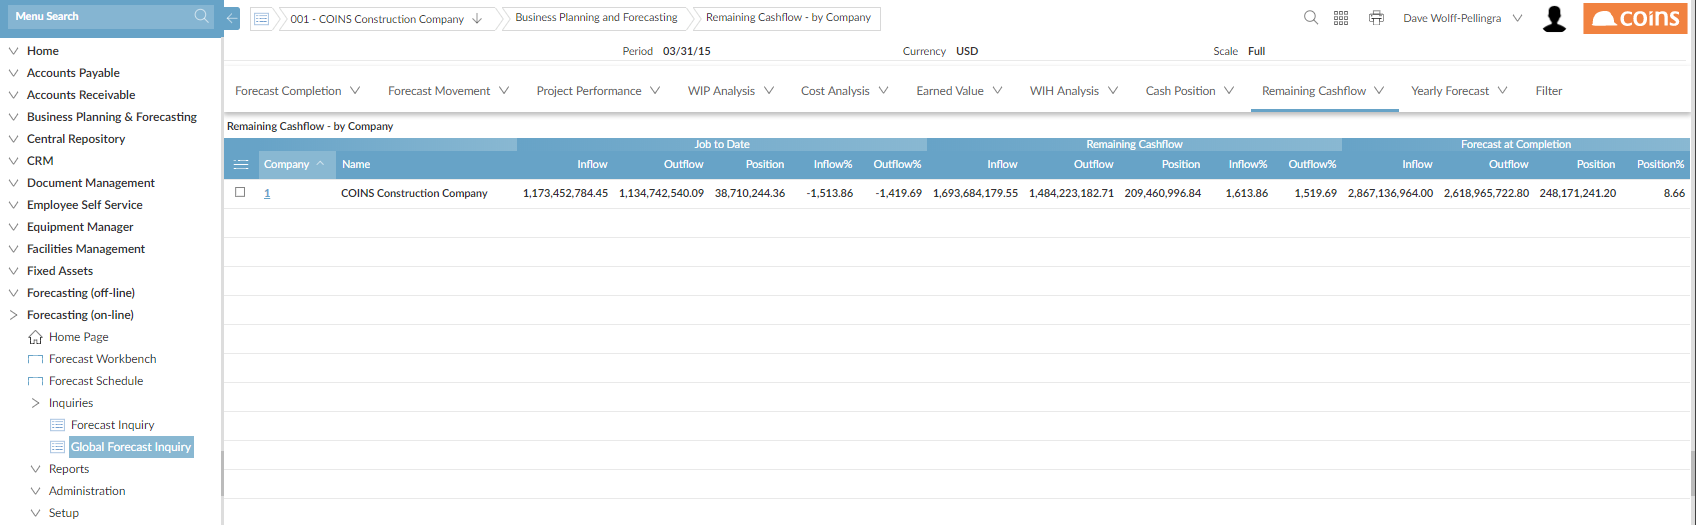 Menu Search
001 - COINS Construction Company
Business Planning and Forecasting
Remaining Cashflow - by Company
Dave Wolff-Pellingra
coins
Period 03/31/15 Currency USD Scale Full
Forecast Completion Forecast Movement Project Performance WIP Analysis Cost Analysis Earned Value WIH Analysis Cash Position Remaining Cashflow Yearly Forecast Filter
Remaining Cashflow - by Company
Job to Date Remaining Cashflow Forecast at Completion
Company Name Inflow Outflow Position Inflow% Outflow% Inflow Outflow Position Inflow% Outflow% Inflow Outflow Position Position%
1 COINS Construction Company 1,173,452,784.45 1,134,742,540.09 38,710,244.36 -1,513.86 -1,419.69 1,693,684,179.55 1,484,223,182.71 209,460,996.84 1,613.86 1,519.69 2,867,136,964.00 2,618,965,722.80 248,171,241.20 8.66
Home
Accounts Payable
Accounts Receivable
Business Planning & Forecasting
Central Repository
CRM
Document Management
Employee Self Service
Equipment Manager
Facilities Management
Fixed Assets
Forecasting (off-line)
Forecasting (on-line)
Home Page
Forecast Workbench
Forecast Schedule
Inquiries
Forecast Inquiry
Global Forecast Inquiry
Reports
Administration
Setup